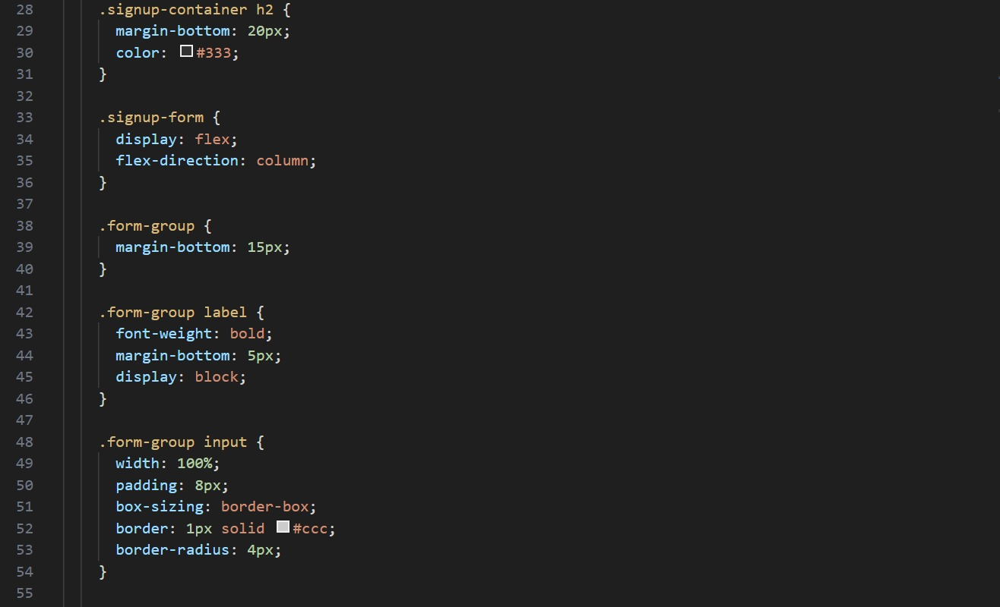 28 .signup-container h2 {
29 margin-bottom: 20px;
30 color: #333;
31 }
32
33 .signup-form {
34 display: flex;
35 flex-direction: column;
36 }
37
38 .form-group {
39 margin-bottom: 15px;
40 }
41
42 .form-group label {
43 font-weight: bold;
44 margin-bottom: 5px;
45 display: block;
46 }
47
48 .form-group input {
49 width: 100%;
50 padding: 8px;
51 box-sizing: border-box;
52 border: 1px solid #ccc;
53 border-radius: 4px;
54 }
55